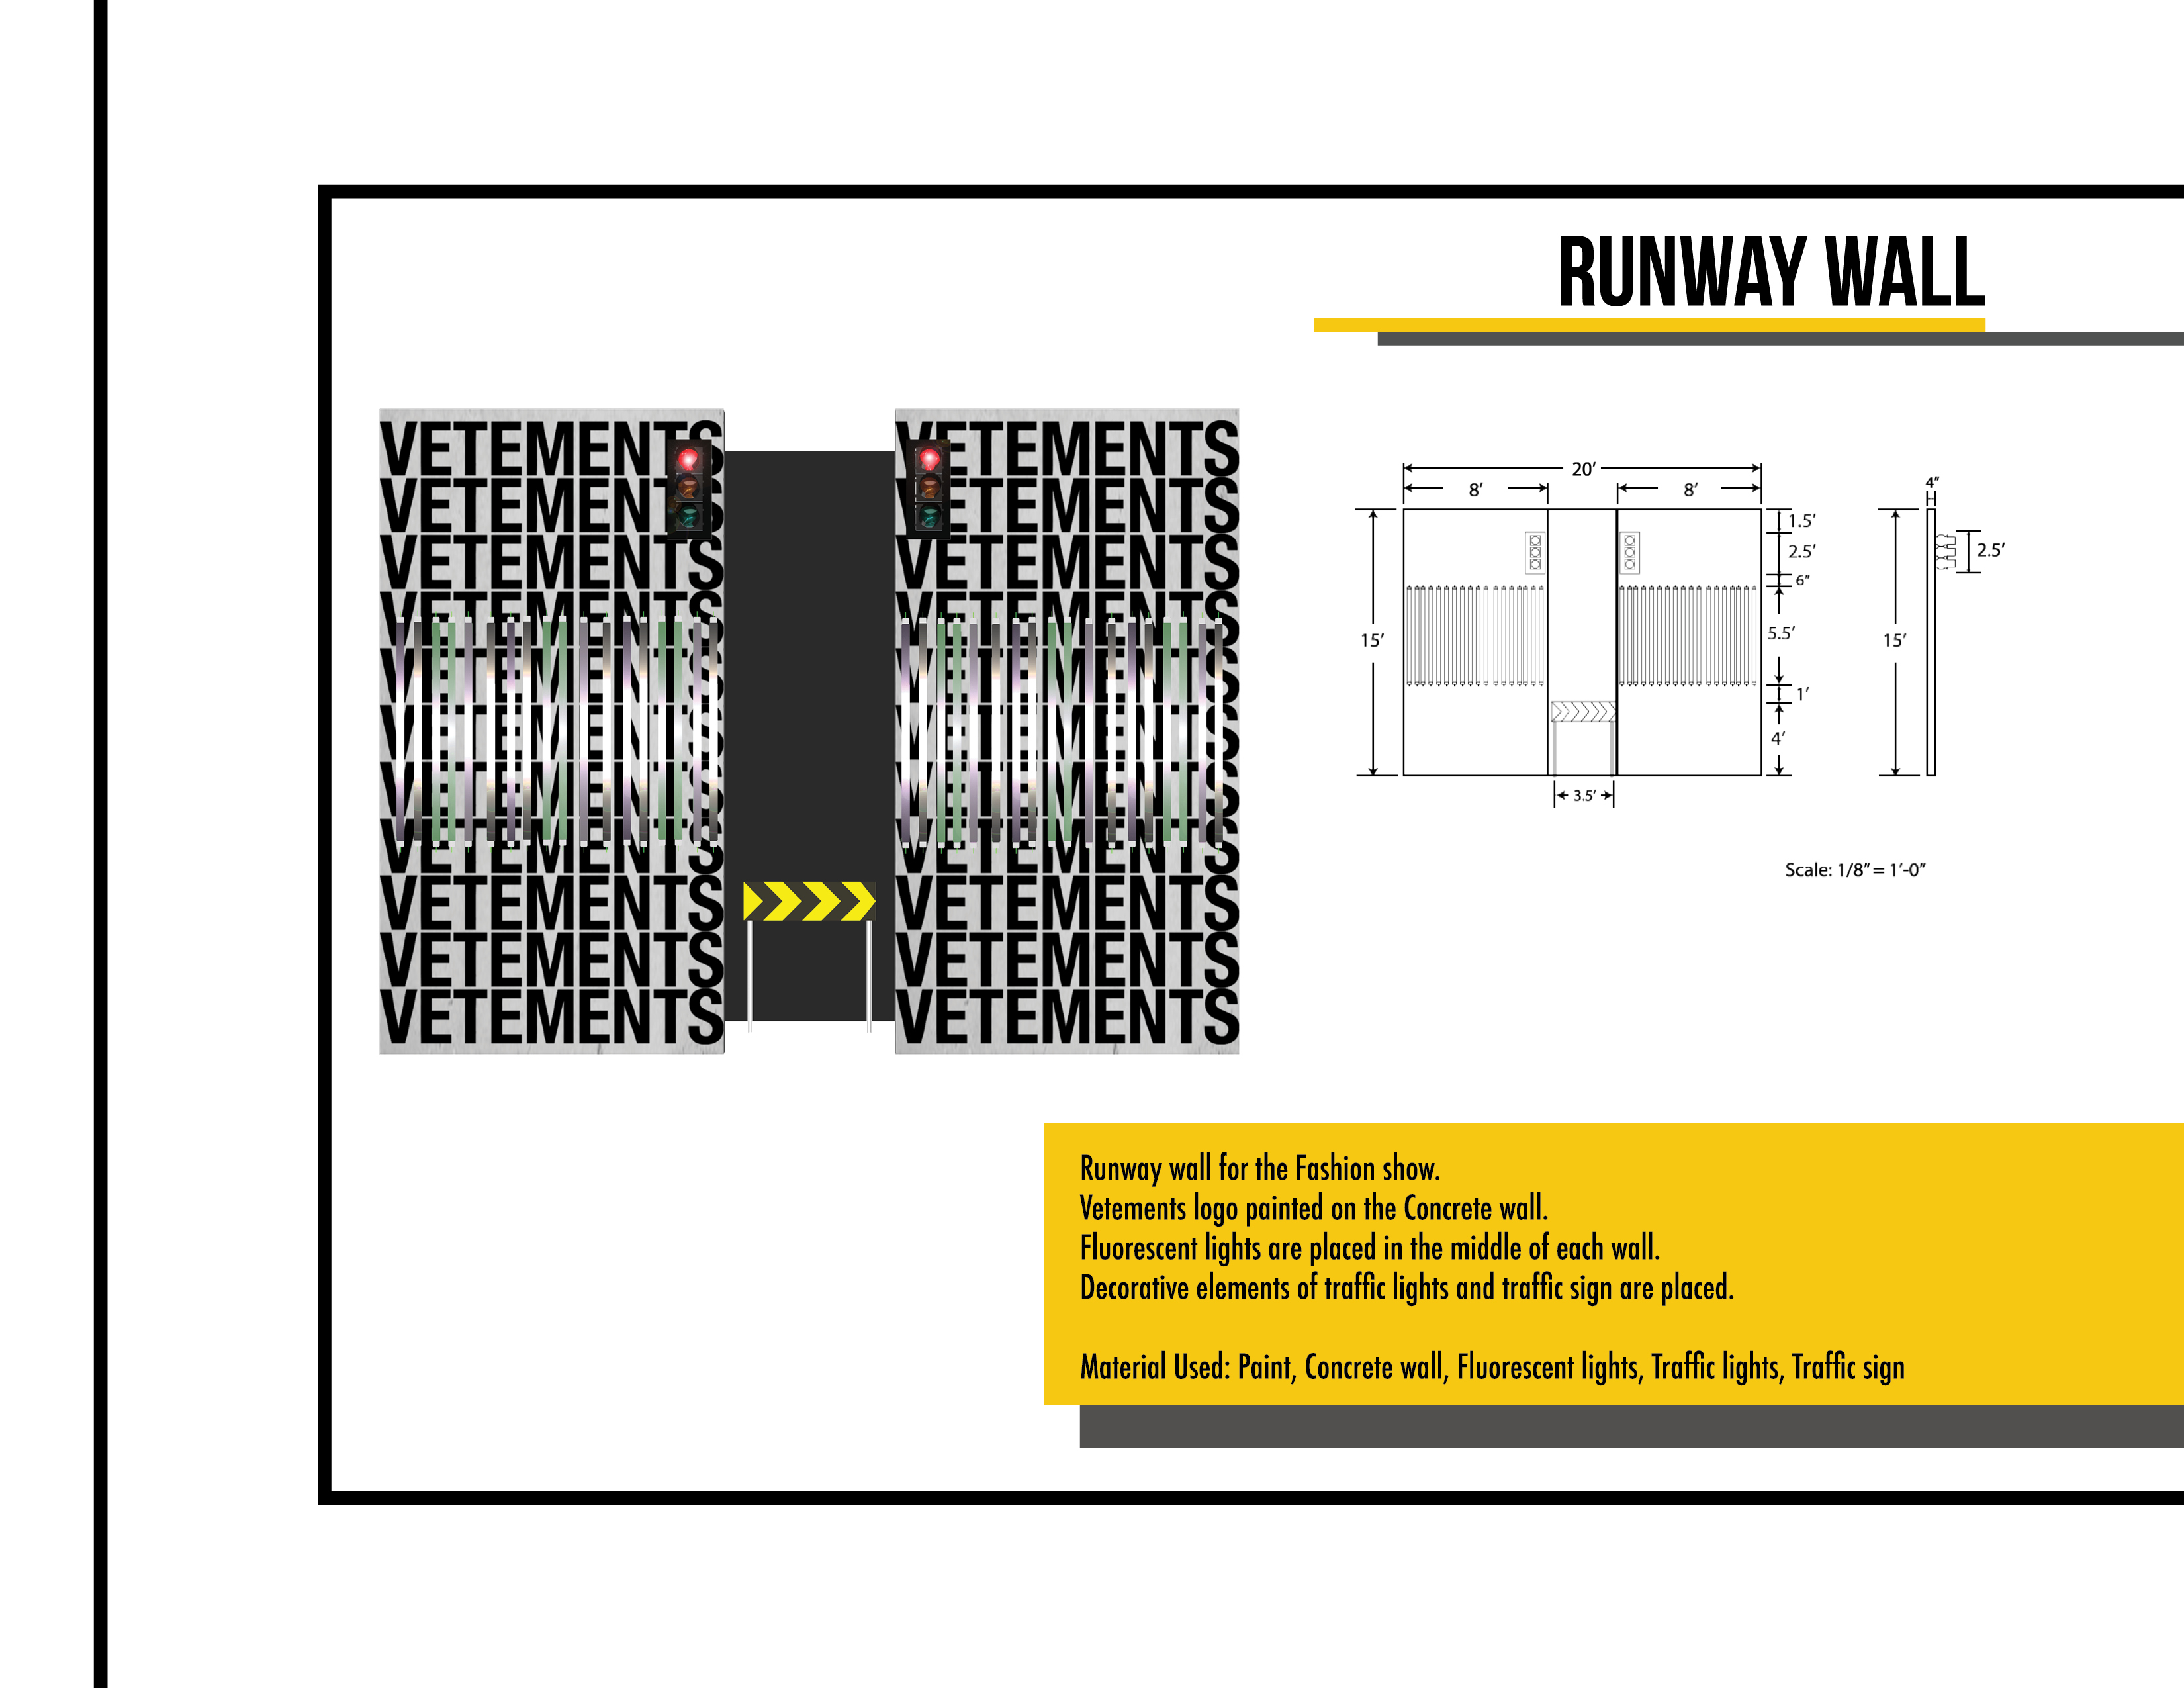 RUNWAY WALL
VETEMENTS VETEMENTS
VETEMENTS VETEMENTS
VETEMENTS VETEMENTS
VETEMENTS VETEMENTS
VETEMENTS VETEMENTS
VETEMENTS VETEMENTS
VETEMENTS VETEMENTS
VETEMENTS VETEMENTS
VETEMENTS VETEMENTS
VETEMENTS VETEMENTS
VETEMENTS VETEMENTS
20'
8' 8'
4"
1.5'
2.5' 2.5'
6"
15' 5.5' 15'
1'
4'
3.5'
Scale: 1/8" = 1'-0"
Runway wall for the Fashion show.
Vetements logo painted on the Concrete wall.
Fluorescent lights are placed in the middle of each wall.
Decorative elements of traffic lights and traffic sign are placed.
Material Used: Paint, Concrete wall, Fluorescent lights, Traffic lights, Traffic sign